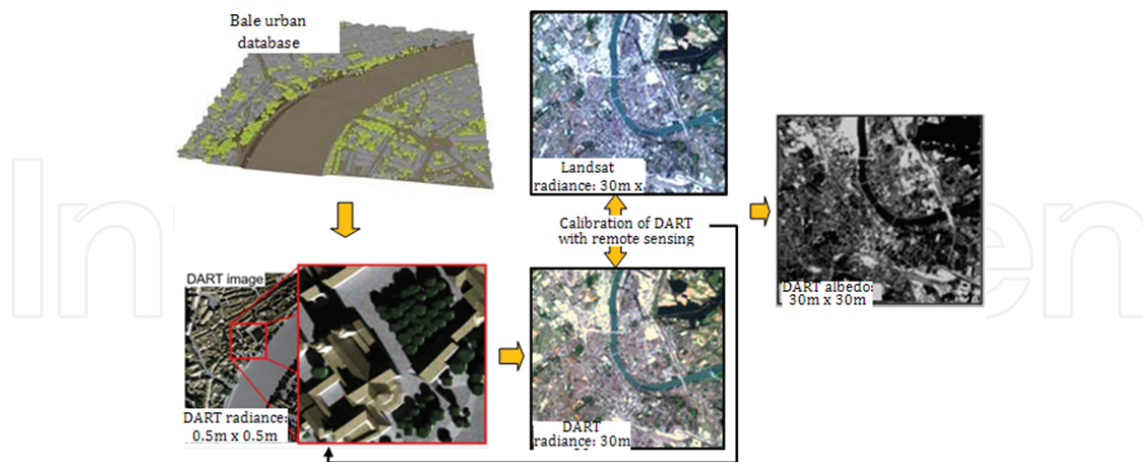 Bale urban
database
Landsat
radiance: 30m x
Calibration of DART
with remote sensing
DART albedo:
30m x 30m
DART image
DART radiance:
0.5m x 0.5m
DART
radiance: 30m